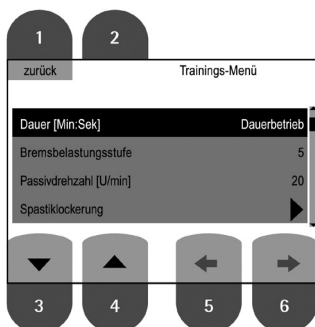 1 2
zurück Trainings-Menü
Dauer [Min:Sek] Dauerbetrieb
Bremsbelastungsstufe 5
Passivdrehzahl [U/min] 20
Spastiklockerung
3 4 5 6